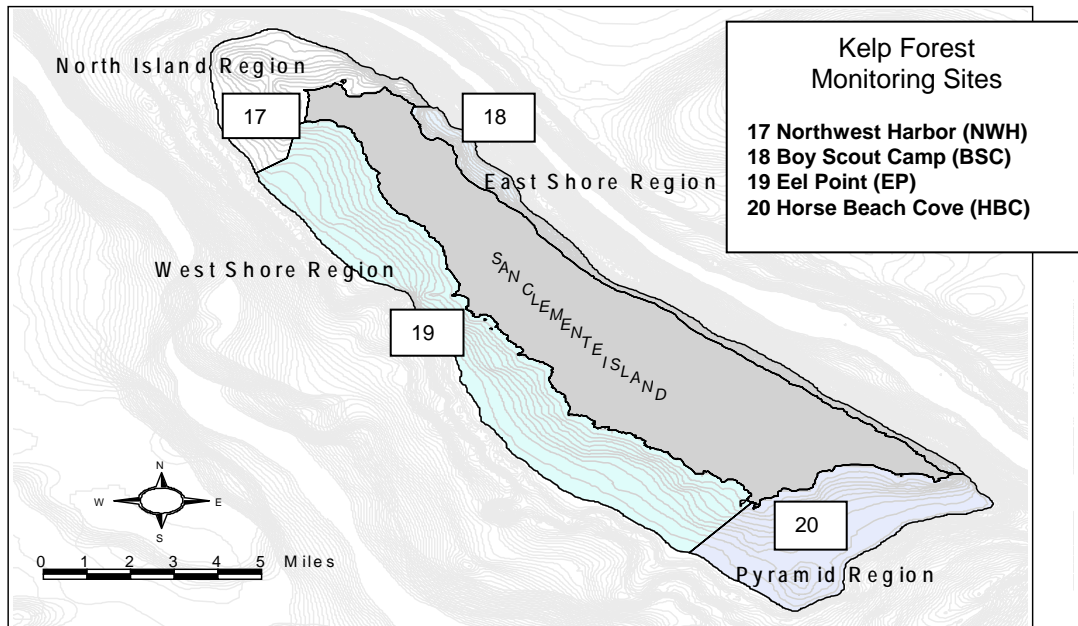 Kelp Forest
Monitoring Sites
17 Northwest Harbor (NWH)
18 Boy Scout Camp (BSC)
19 Eel Point (EP)
20 Horse Beach Cove (HBC)
North Island Region
17
18
East Shore Region
West Shore Region
19
SAN CLEMENTE ISLAND
20
Pyramid Region
N
W E
S
0 1 2 3 4 5 Miles